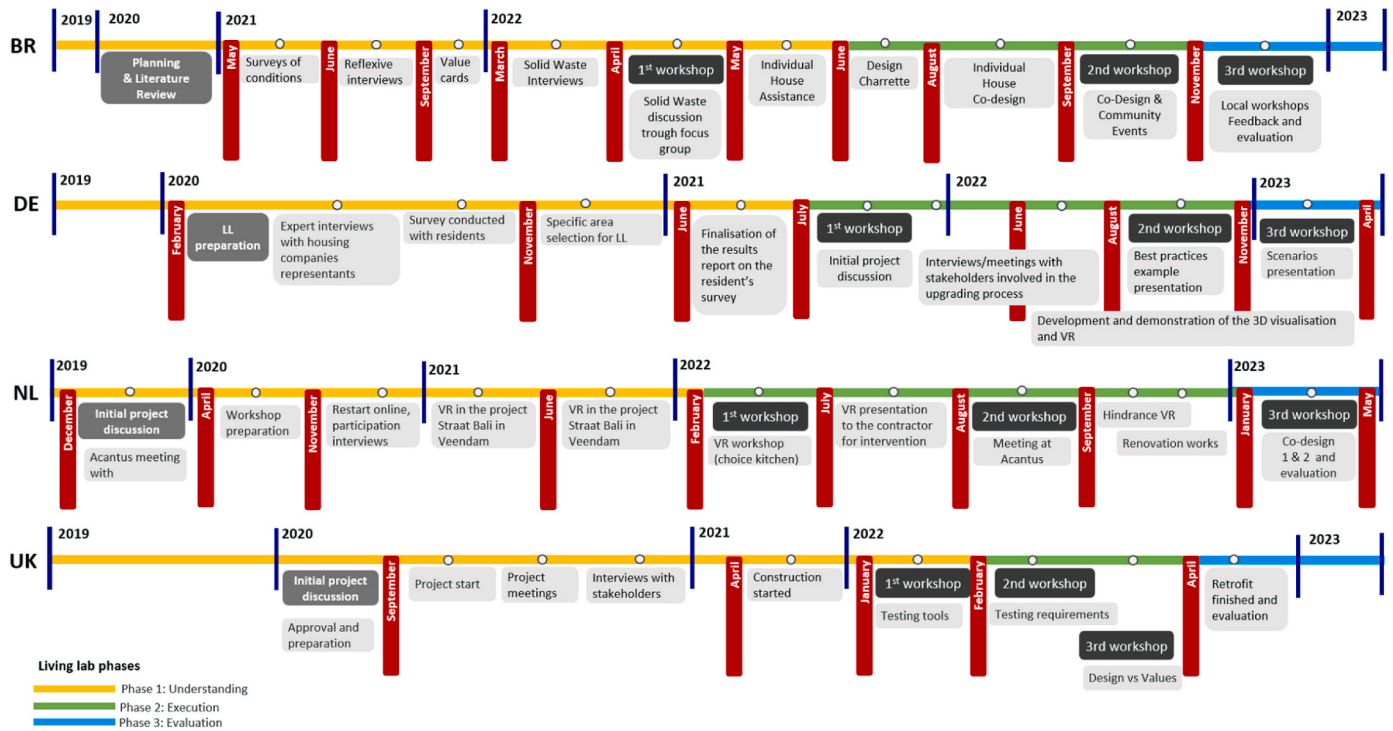 2019
2020
2021
2022
2023
BR
Planning
& Literature
Review
May
Surveys of
conditions
June
Reflexive
interviews
September
Value
cards
March
Solid Waste
Interviews
April
1st workshop
Solid Waste
discussion
trough focus
group
May
Individual
House
Assistance
June
Design
Charrette
August
Individual
House
Co-design
September
2nd workshop
Co-Design &
Community
Events
November
3rd workshop
Local workshops
Feedback and
evaluation
2019
2020
2021
2022
2023
DE
February
LL
preparation
Expert interviews
with housing
companies
representants
Survey conducted
with residents
November
Specific area
selection for LL
June
Finalisation of
the results
report on the
resident's
survey
July
1st workshop
Initial project
discussion
Interviews/meetings with
stakeholders involved in the
upgrading process
June
August
2nd workshop
Best practices
example
presentation
November
3rd workshop
Scenarios
presentation
April
Development and demonstration of the 3D visualisation
and VR
2019
2020
2021
2022
2023
NL
December
Initial project
discussion
Acantus meeting
with
April
Workshop
preparation
November
Restart online,
participation
interviews
VR in the project
Straat Bali in
Veendam
June
VR in the project
Straat Bali in
Veendam
February
1st workshop
VR workshop
(choice kitchen)
July
VR presentation
to the contractor
for intervention
August
2nd workshop
Meeting at
Acantus
September
Hindrance VR
Renovation works
January
3rd workshop
Co-design
1 & 2 and
evaluation
May
2019
2020
2021
2022
2023
UK
Initial project
discussion
Approval and
preparation
September
Project start
Project
meetings
Interviews with
stakeholders
April
Construction
started
January
1st workshop
Testing tools
February
2nd workshop
Testing requirements
3rd workshop
Design vs Values
April
Retrofit
finished and
evaluation
Living lab phases
Phase 1: Understanding
Phase 2: Execution
Phase 3: Evaluation